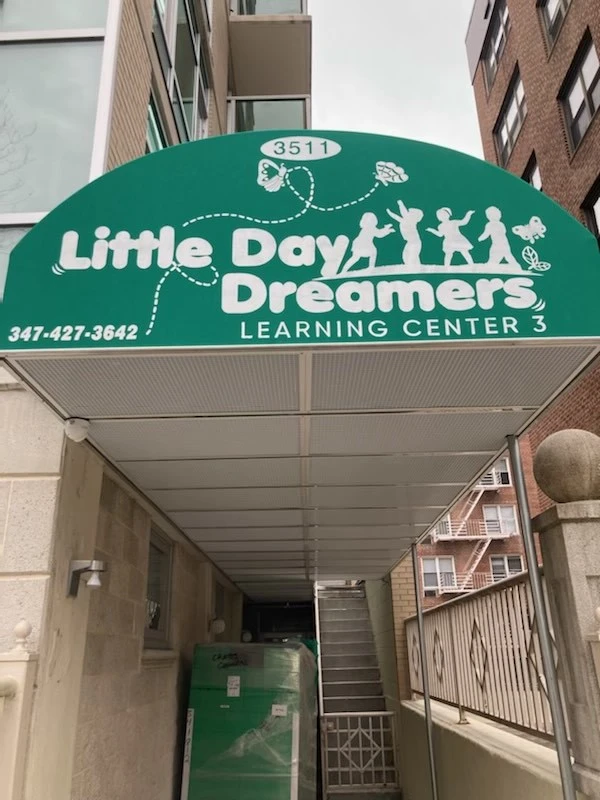 3511
Little Day
Dreamers
347-427-3642
LEARNING CENTER 3